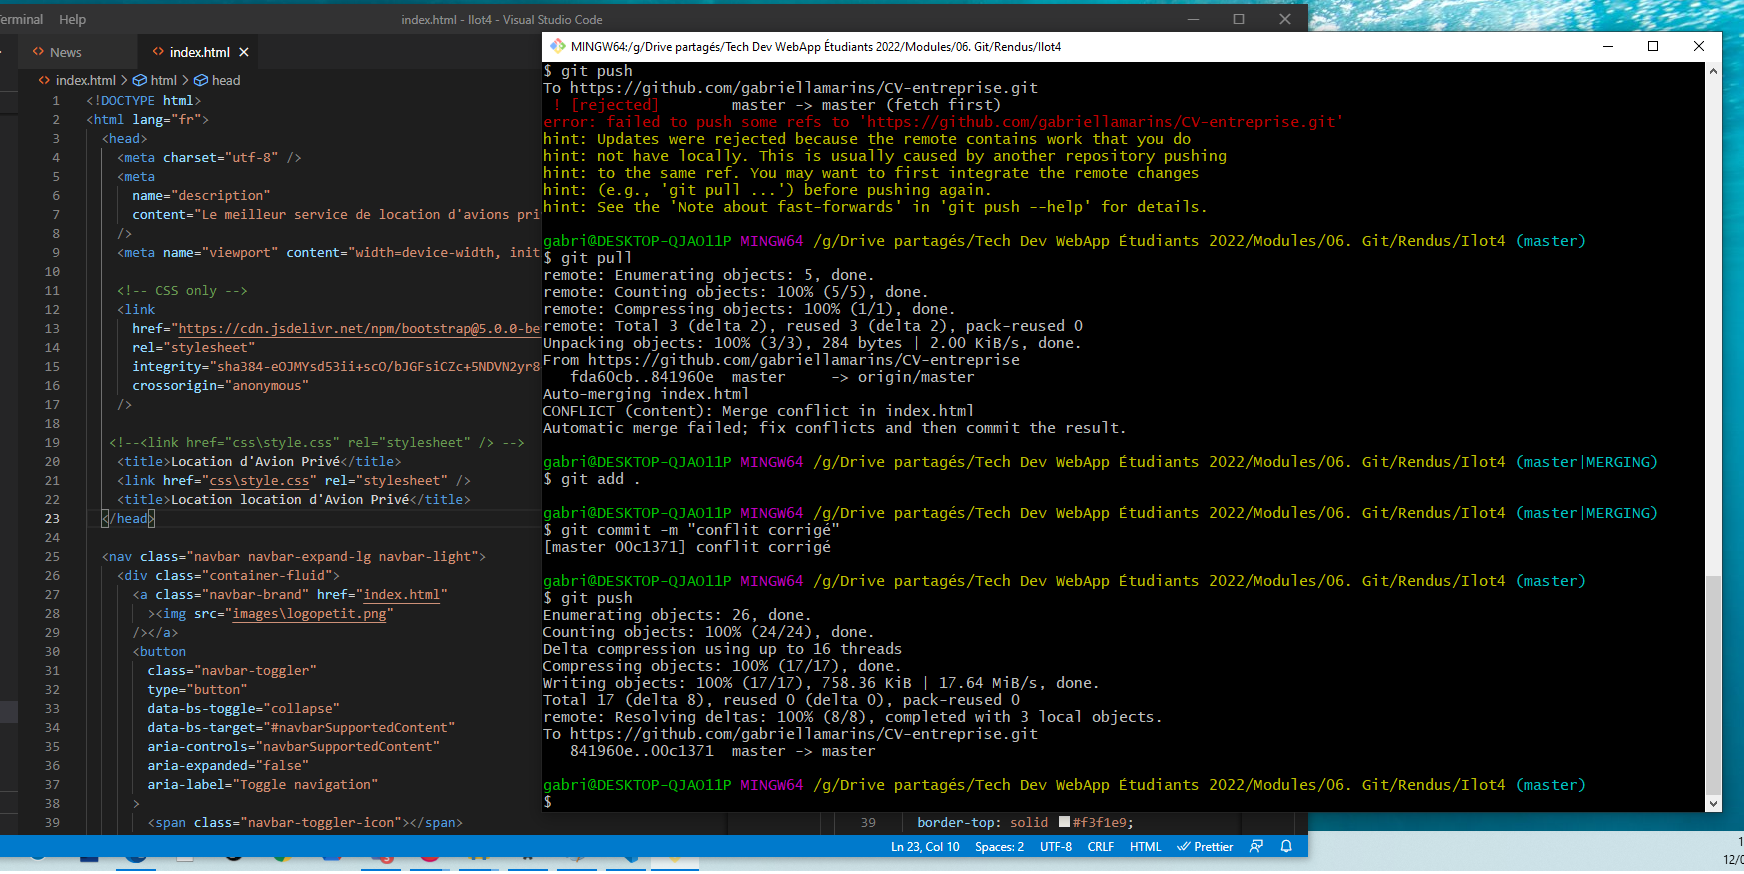 Terminal Help
index.html - Ilot4 - Visual Studio Code
News
index.html
index.html > html > head
1 <!DOCTYPE html>
2 <html lang="fr">
3 <head>
4 <meta charset="utf-8" />
5 <meta
6 name="description"
7 content="Le meilleur service de location d'avions pri
8 />
9 <meta name="viewport" content="width=device-width, init
10
11 <!-- CSS only -->
12 <link
13 href="https://cdn.jsdelivr.net/npm/bootstrap@5.0.0-be
14 rel="stylesheet"
15 integrity="sha384-eOJMYsd53ii+scO/bJGFsiCZc+5NDVN2yr8
16 crossorigin="anonymous"
17 />
18
19 <!--<link href="css\style.css" rel="stylesheet" /> -->
20 <title>Location d'Avion Privé</title>
21 <link href="css\style.css" rel="stylesheet" />
22 <title>Location location d'Avion Privé</title>
23 </head>
24
25 <nav class="navbar navbar-expand-lg navbar-light">
26 <div class="container-fluid">
27 <a class="navbar-brand" href="index.html"
28 ><img src="images\logopetit.png"
29 /></a>
30 <button
31 class="navbar-toggler"
32 type="button"
33 data-bs-toggle="collapse"
34 data-bs-target="#navbarSupportedContent"
35 aria-controls="navbarSupportedContent"
36 aria-expanded="false"
37 aria-label="Toggle navigation"
38 >
39 <span class="navbar-toggler-icon"></span>
MINGW64:/g/Drive partagés/Tech Dev WebApp Étudiants 2022/Modules/06. Git/Rendus/Ilot4
$ git push
To https://github.com/gabriellamarins/CV-entreprise.git
! [rejected] master -> master (fetch first)
error: failed to push some refs to 'https://github.com/gabriellamarins/CV-entreprise.git'
hint: Updates were rejected because the remote contains work that you do
hint: not have locally. This is usually caused by another repository pushing
hint: to the same ref. You may want to first integrate the remote changes
hint: (e.g., 'git pull ...') before pushing again.
hint: See the 'Note about fast-forwards' in 'git push --help' for details.
gabri@DESKTOP-QJAO11P MINGW64 /g/Drive partagés/Tech Dev WebApp Étudiants 2022/Modules/06. Git/Rendus/Ilot4 (master)
$ git pull
remote: Enumerating objects: 5, done.
remote: Counting objects: 100% (5/5), done.
remote: Compressing objects: 100% (1/1), done.
remote: Total 3 (delta 2), reused 3 (delta 2), pack-reused 0
Unpacking objects: 100% (3/3), 284 bytes | 2.00 KiB/s, done.
From https://github.com/gabriellamarins/CV-entreprise
fda60cb..841960e master -> origin/master
Auto-merging index.html
CONFLICT (content): Merge conflict in index.html
Automatic merge failed; fix conflicts and then commit the result.
gabri@DESKTOP-QJAO11P MINGW64 /g/Drive partagés/Tech Dev WebApp Étudiants 2022/Modules/06. Git/Rendus/Ilot4 (master|MERGING)
$ git add .
gabri@DESKTOP-QJAO11P MINGW64 /g/Drive partagés/Tech Dev WebApp Étudiants 2022/Modules/06. Git/Rendus/Ilot4 (master|MERGING)
$ git commit -m "conflit corrigé"
[master 00c1371] conflit corrigé
gabri@DESKTOP-QJAO11P MINGW64 /g/Drive partagés/Tech Dev WebApp Étudiants 2022/Modules/06. Git/Rendus/Ilot4 (master)
$ git push
Enumerating objects: 26, done.
Counting objects: 100% (24/24), done.
Delta compression using up to 16 threads
Compressing objects: 100% (17/17), done.
Writing objects: 100% (17/17), 758.36 KiB | 17.64 MiB/s, done.
Total 17 (delta 8), reused 0 (delta 0), pack-reused 0
remote: Resolving deltas: 100% (8/8), completed with 3 local objects.
To https://github.com/gabriellamarins/CV-entreprise.git
841960e..00c1371 master -> master
gabri@DESKTOP-QJAO11P MINGW64 /g/Drive partagés/Tech Dev WebApp Étudiants 2022/Modules/06. Git/Rendus/Ilot4 (master)
$
39 border-top: solid #f3f1e9;
Ln 23, Col 10 Spaces: 2 UTF-8 CRLF HTML Prettier